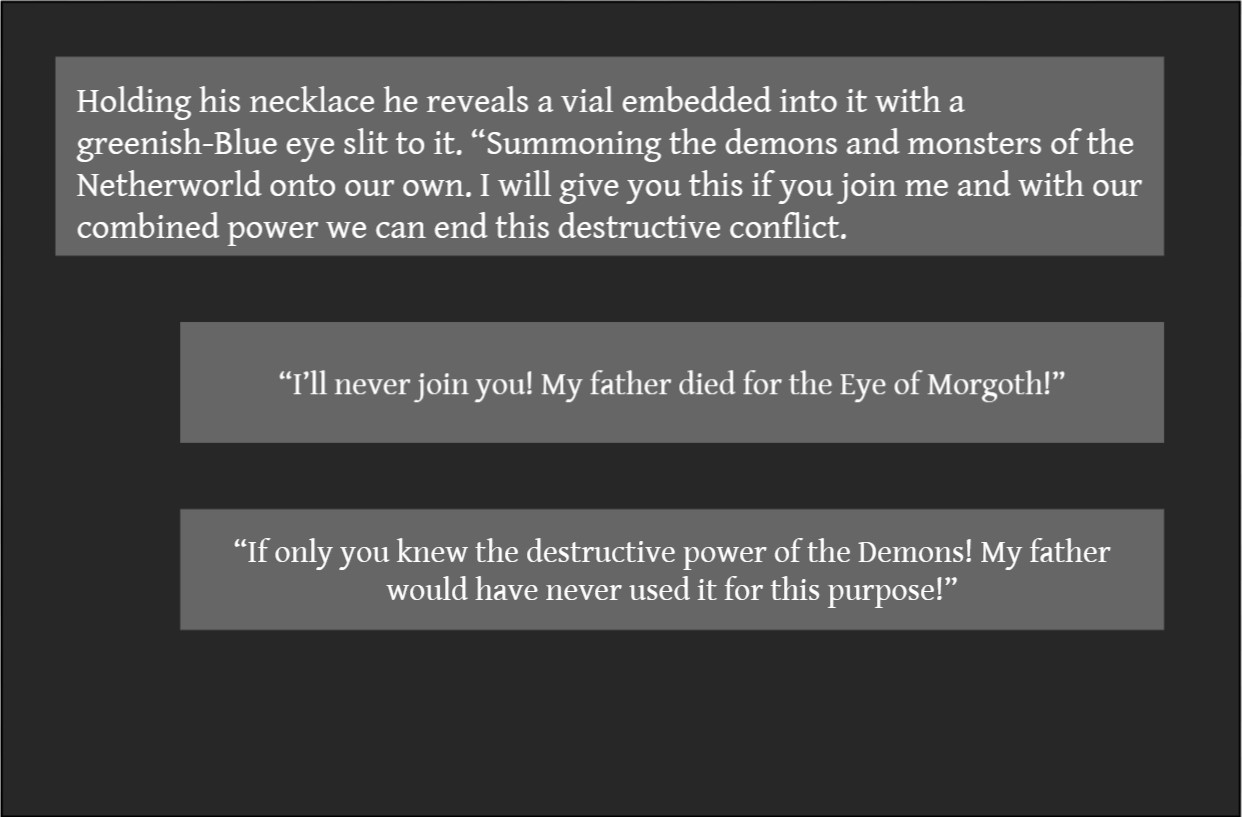 Holding his necklace he reveals a vial embedded into it with a
greenish-Blue eye slit to it. “Summoning the demons and monsters of the
Netherworld onto our own. I will give you this if you join me and with our
combined power we can end this destructive conflict.
“I’ll never join you! My father died for the Eye of Morgoth!”
“If only you knew the destructive power of the Demons! My father
would have never used it for this purpose!”